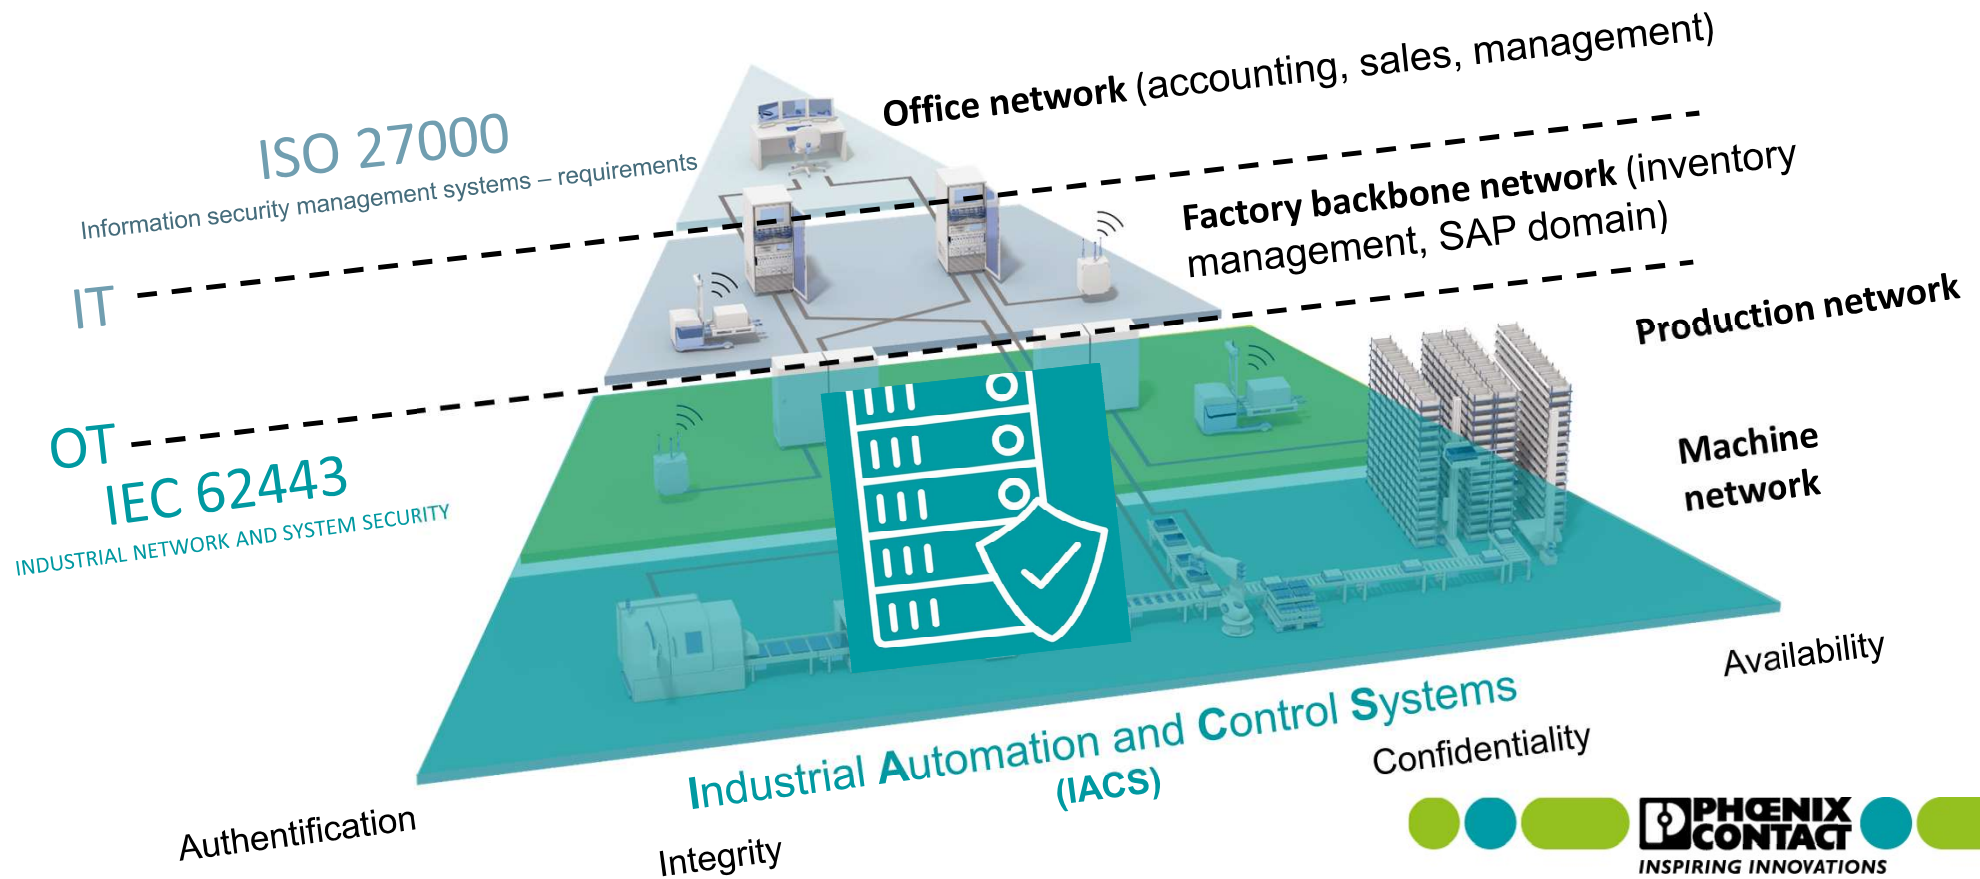 Office network (accounting, sales, management)
ISO 27000
Information security management systems – requirements
Factory backbone network (inventory
management, SAP domain)
IT
Production network
OT
IEC 62443
INDUSTRIAL NETWORK AND SYSTEM SECURITY
Machine
network
Industrial Automation and Control Systems
(IACS)
Availability
Confidentiality
Authentification
Integrity
PHŒNIX
CONTACT
INSPIRING INNOVATIONS